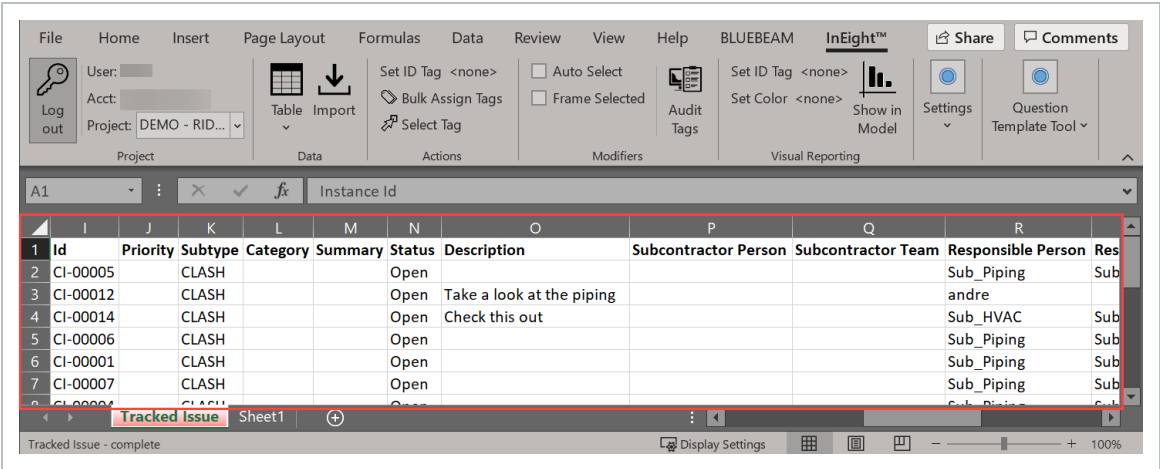 File Home Insert Page Layout Formulas Data Review View Help BLUEBEAM InEight™ Share Comments
User: Set ID Tag <none> Auto Select Set ID Tag <none>
Acct: Bulk Assign Tags Frame Selected Set Color <none>
Log out Project: DEMO - RID... Table Import Select Tag Audit Tags Show in Model Settings Question Template Tool
Project Data Actions Modifiers Visual Reporting
A1 fx Instance Id
I J K L M N O P Q R
1 Id Priority Subtype Category Summary Status Description Subcontractor Person Subcontractor Team Responsible Person Res
2 CI-00005 CLASH Open Sub_Piping Sub
3 CI-00012 CLASH Open Take a look at the piping andre
4 CI-00014 CLASH Open Check this out Sub_HVAC Sub
5 CI-00006 CLASH Open Sub_Piping Sub
6 CI-00001 CLASH Open Sub_Piping Sub
7 CI-00007 CLASH Open Sub_Piping Sub
Tracked Issue Sheet1
Tracked Issue - complete Display Settings 100%